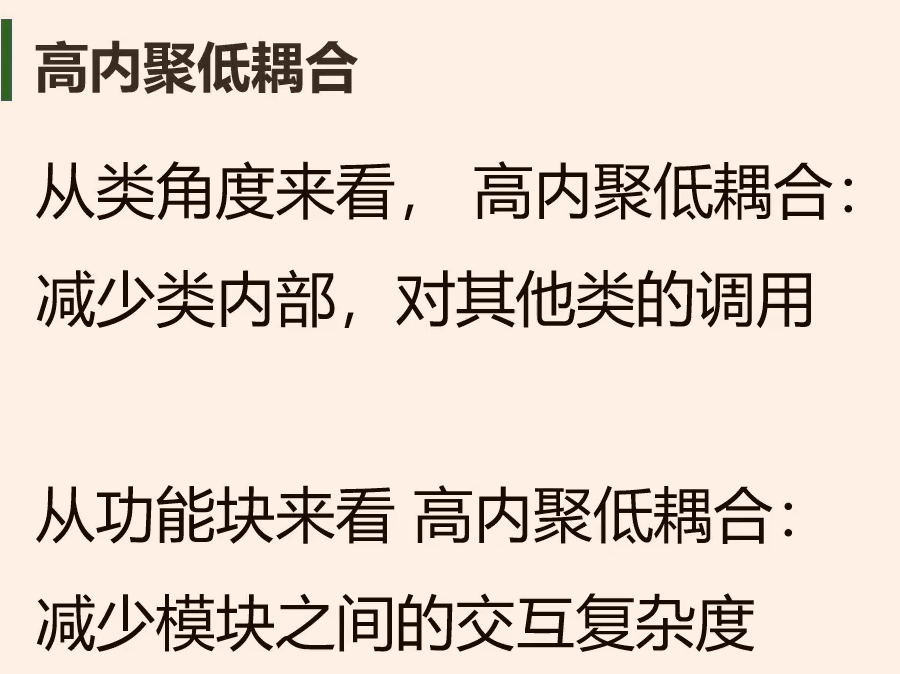 高内聚低耦合
从类角度来看， 高内聚低耦合：
减少类内部，对其他类的调用
从功能块来看 高内聚低耦合：
减少模块之间的交互复杂度